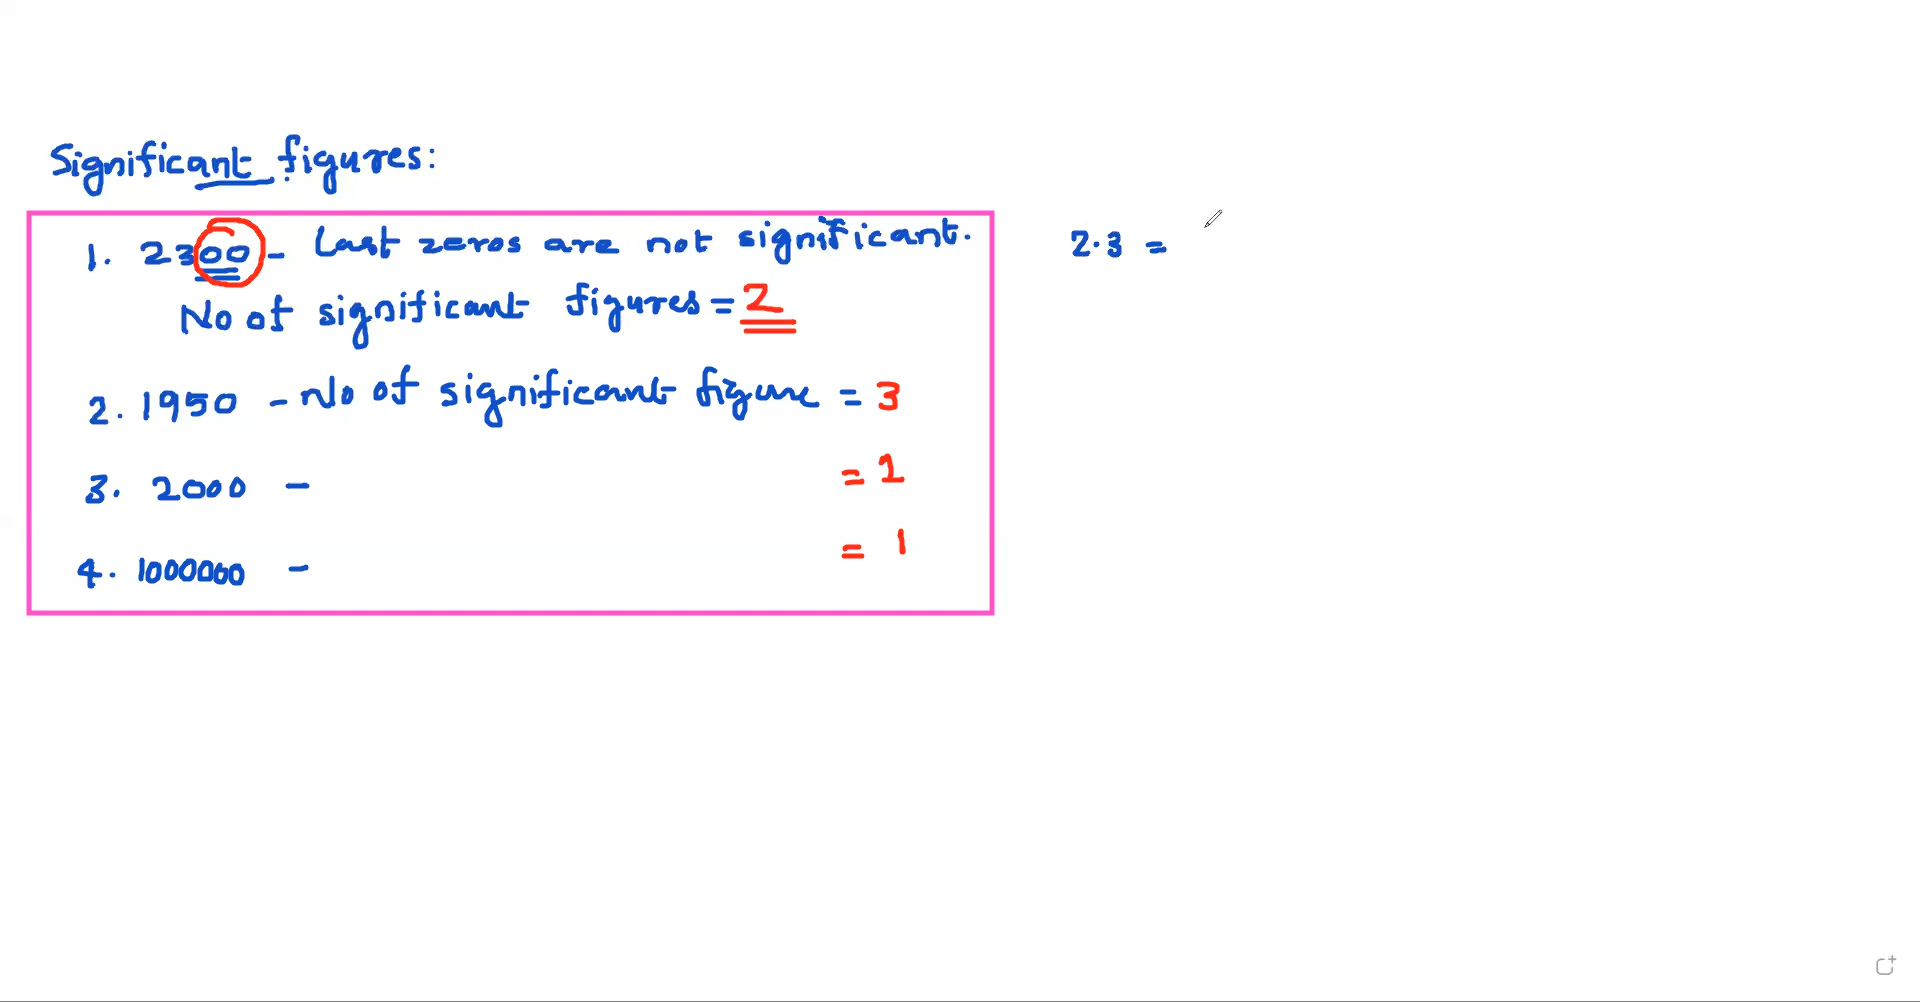 Significant figures:
1. 2300 - Last zeros are not significant.
No of significant figures = 2
2. 1950 - No of significant figure = 3
3. 2000 - = 1
4. 1000000 - = 1
2.3 =